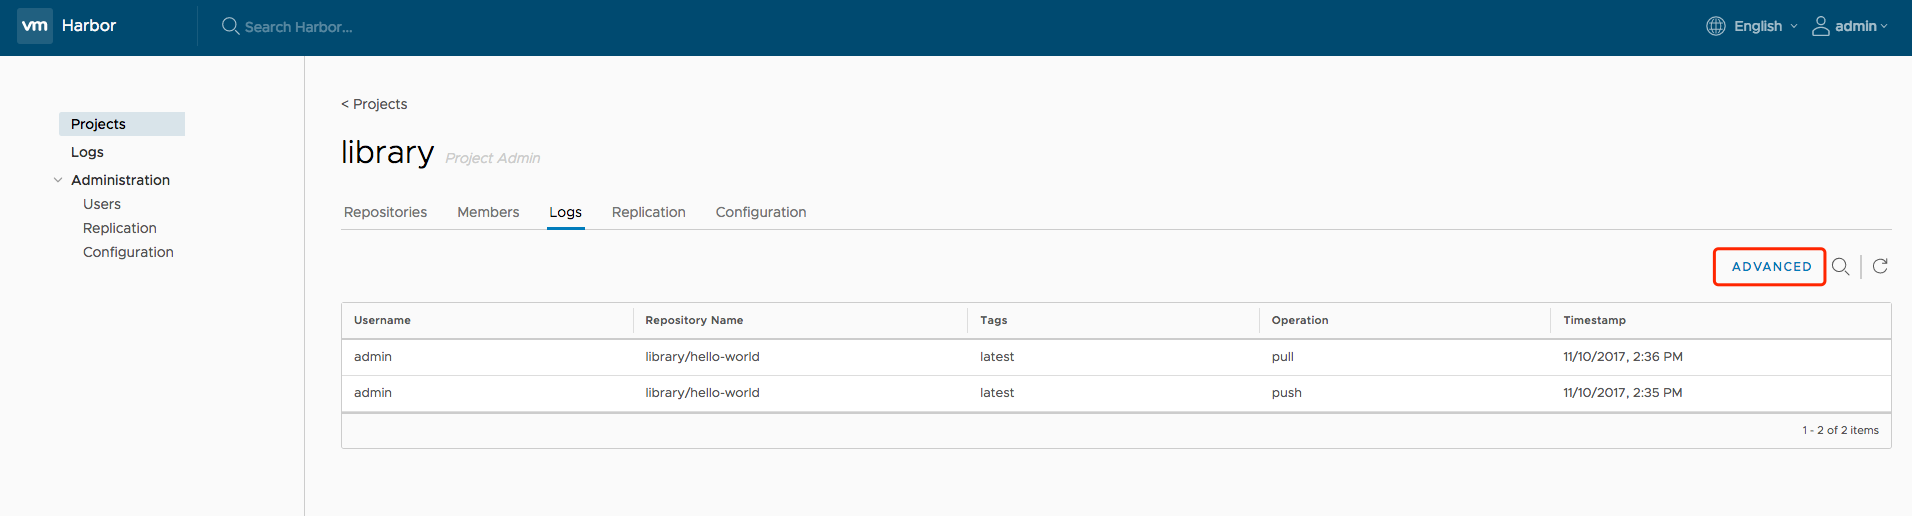 vm Harbor Search Harbor... English admin
Projects
Logs
Administration
Users
Replication
Configuration
< Projects
library Project Admin
Repositories Members Logs Replication Configuration
ADVANCED
Username Repository Name Tags Operation Timestamp
admin library/hello-world latest pull 11/10/2017, 2:36 PM
admin library/hello-world latest push 11/10/2017, 2:35 PM
1 - 2 of 2 items